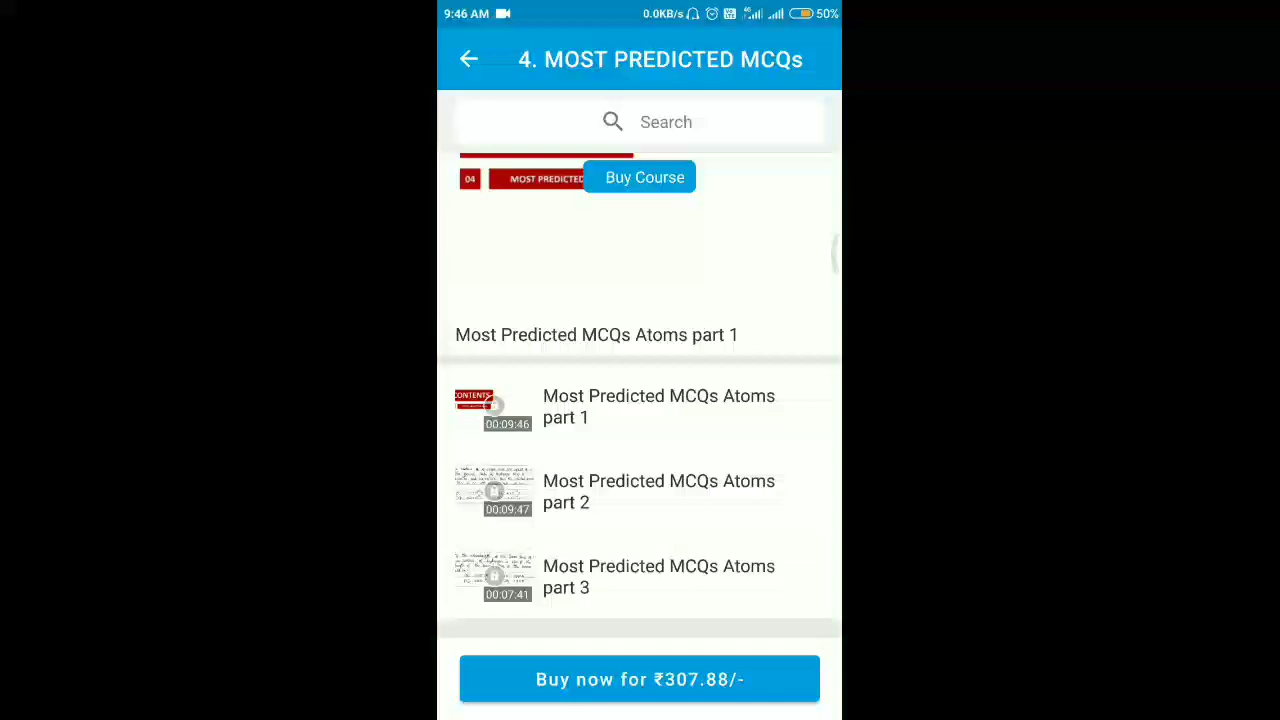 9:46 AM 0.0KB/s 4G 50%
4. MOST PREDICTED MCQs
Search
04 MOST PREDICTED
Buy Course
Most Predicted MCQs Atoms part 1
CONTENTS
00:09:46
Most Predicted MCQs Atoms
part 1
00:09:47
Most Predicted MCQs Atoms
part 2
00:07:41
Most Predicted MCQs Atoms
part 3
Buy now for ₹307.88/-